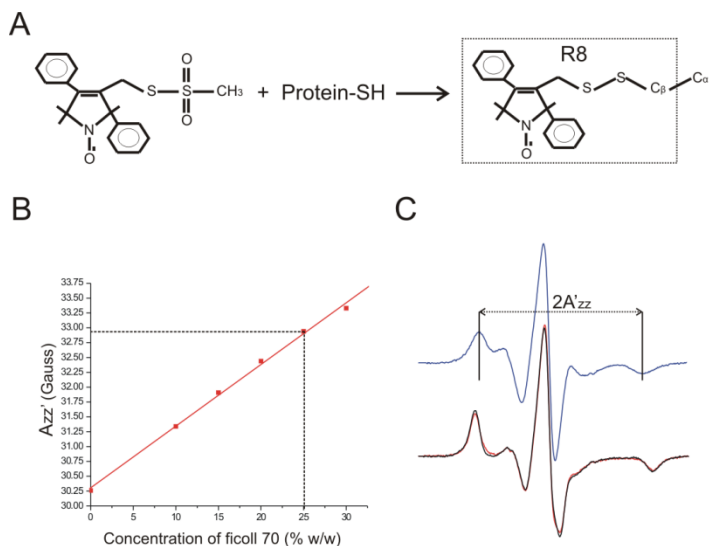 A
O
S
S
O
CH₃
N
O
+ Protein-SH
R8
S
S
Cβ
Cα
N
O
B
33.75
33.50
33.25
33.00
32.75
32.50
32.25
32.00
31.75
31.50
31.25
31.00
30.75
30.50
30.25
30.00
Azz' (Gauss)
0 5 10 15 20 25 30
Concentration of ficoll 70 (% w/w)
C
2A'zz